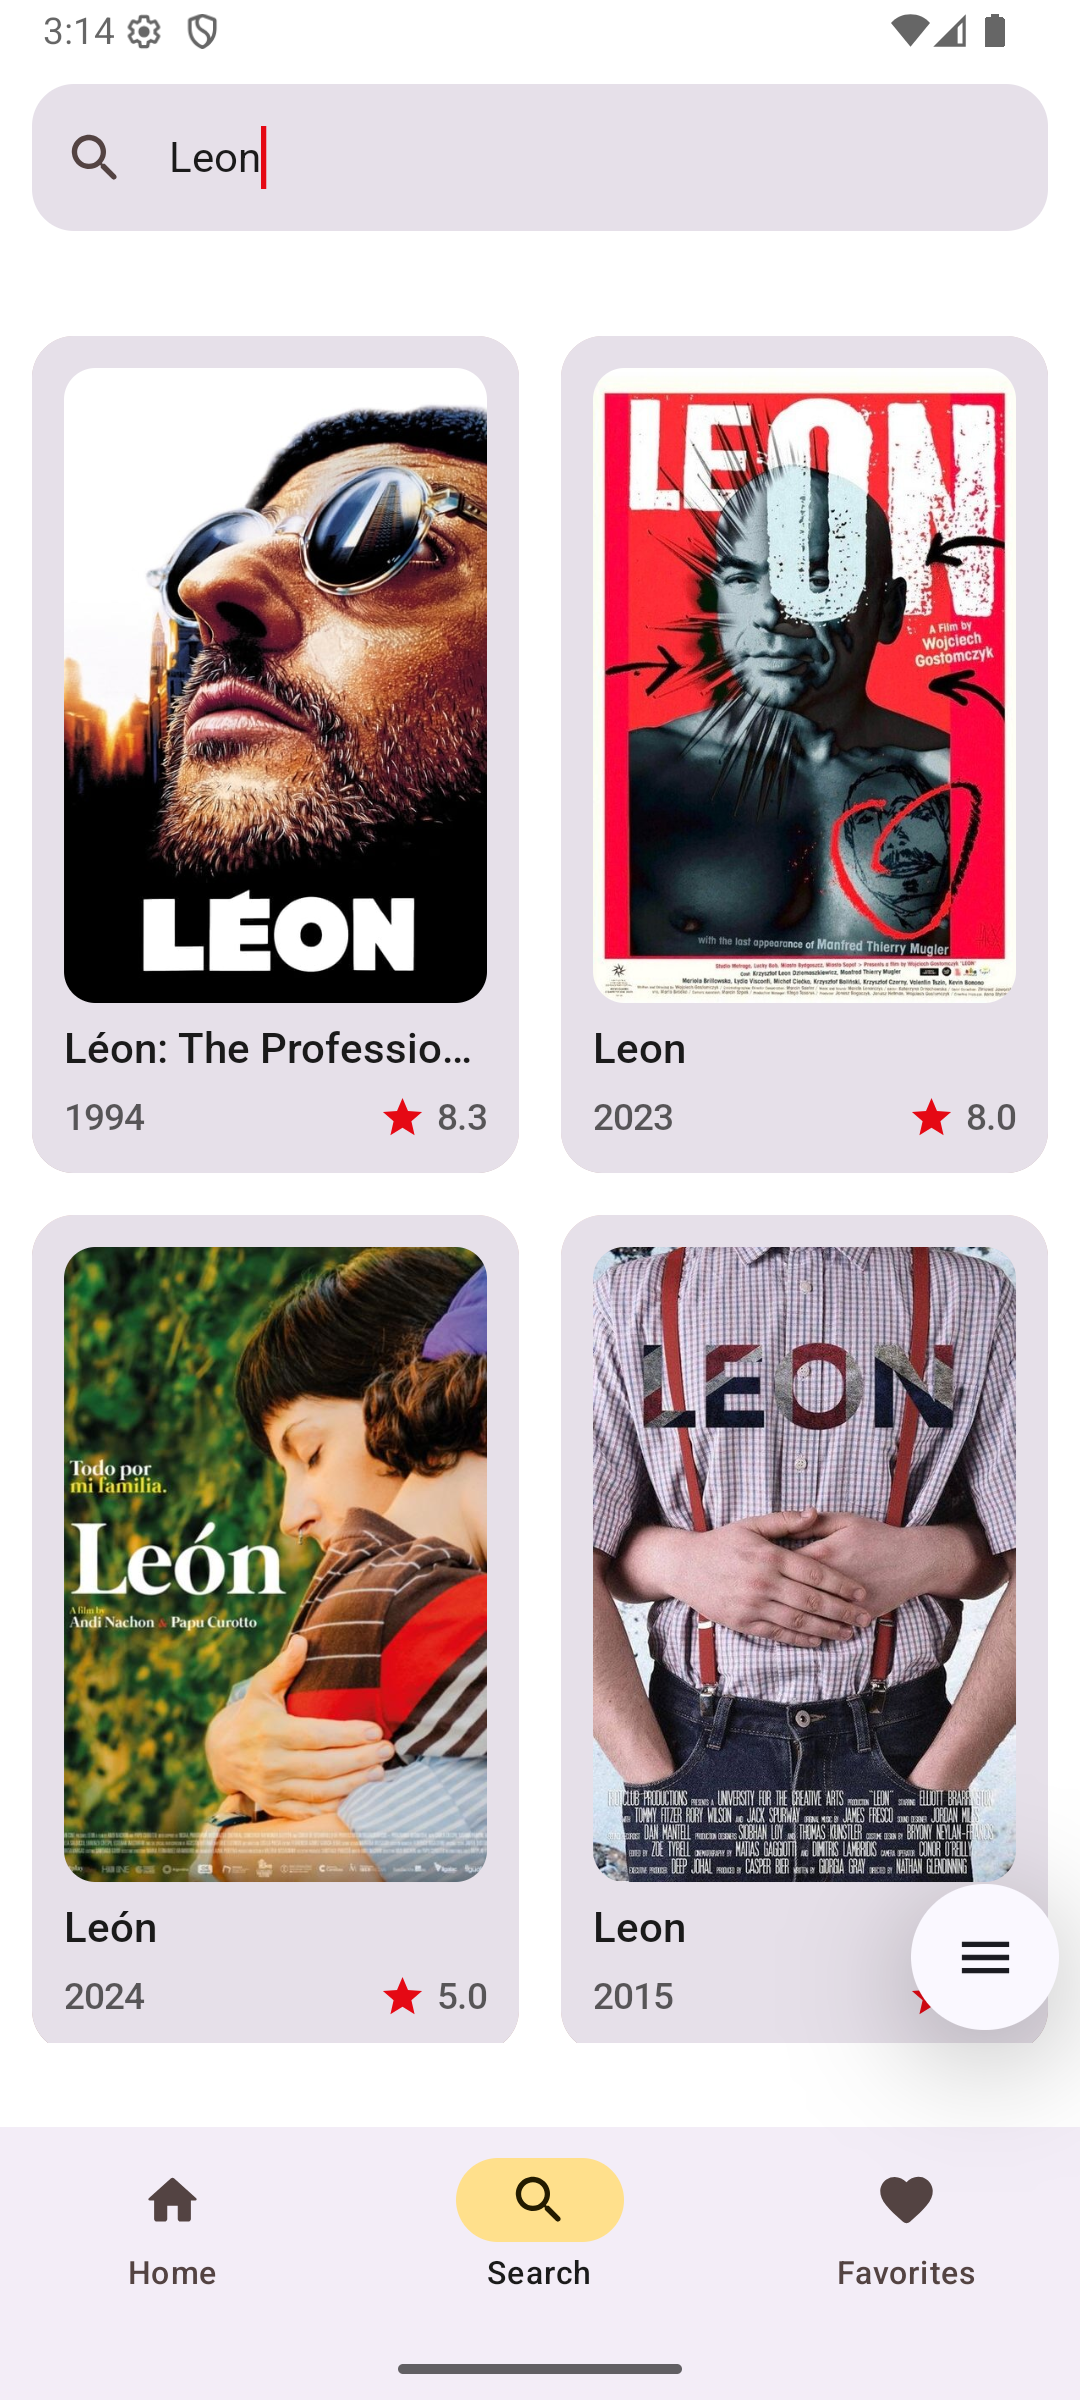 3:14
Leon
LÉON
Léon: The Professio...
1994
8.3
LEON
A Film by
Wojciech
Gostomczyk
with the last appearance of Manfred Thierry Mugler
Leon
2023
8.0
Todo por
mi familia.
León
A film by
Andi Nachon & Papu Curotto
León
2024
5.0
LEON
Leon
2015
Home
Search
Favorites